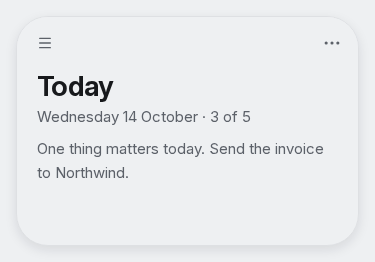 Today
Wednesday 14 October · 3 of 5
One thing matters today. Send the invoice
to Northwind.